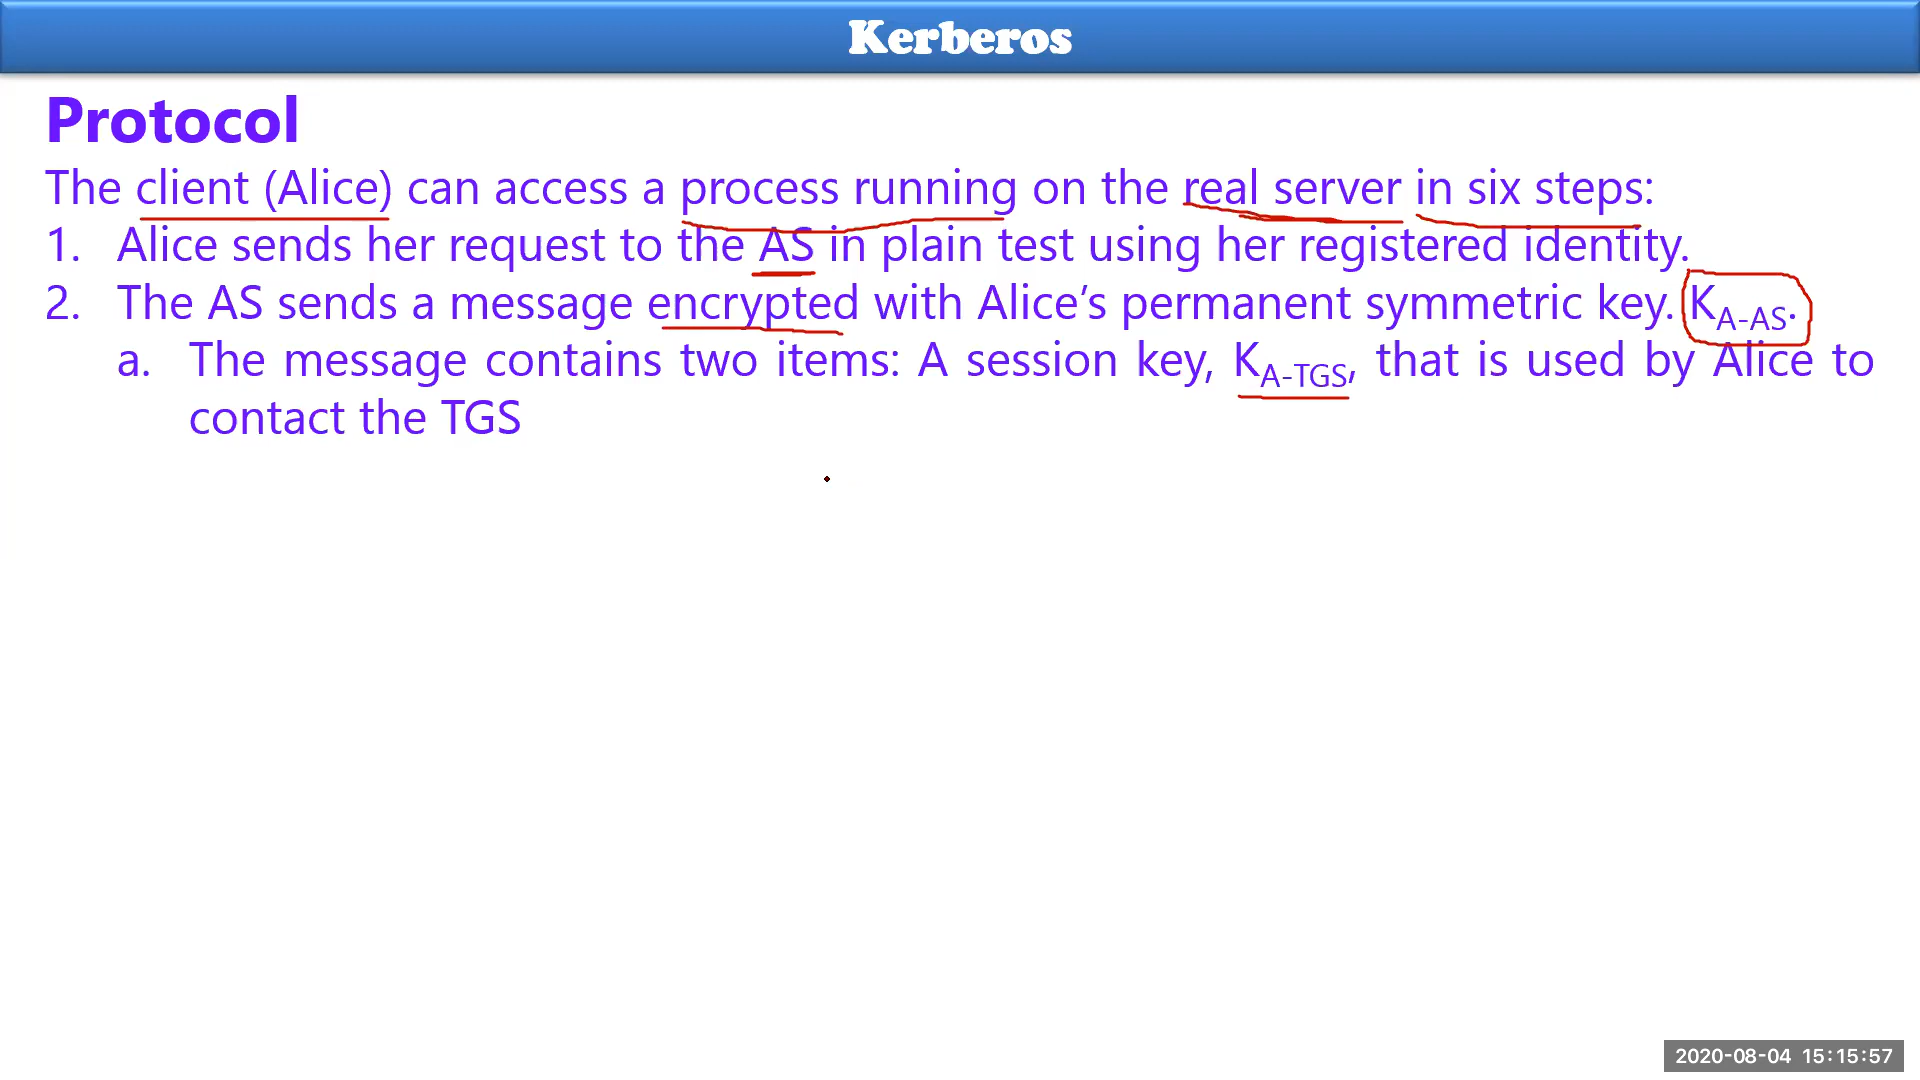 Kerberos
Protocol
The client (Alice) can access a process running on the real server in six steps:
1. Alice sends her request to the AS in plain test using her registered identity.
2. The AS sends a message encrypted with Alice’s permanent symmetric key. K_A-AS.
a. The message contains two items: A session key, K_A-TGS, that is used by Alice to
contact the TGS
2020-08-04 15:15:57